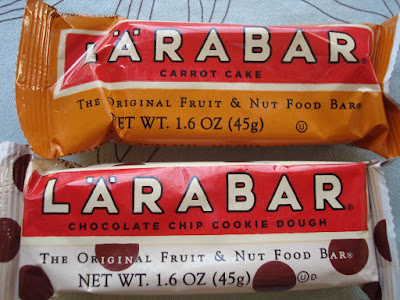 LÄRABAR
CARROT CAKE
THE ORIGINAL FRUIT & NUT FOOD BAR®
NET WT. 1.6 OZ (45g) Ⓤ
LÄRABAR®
CHOCOLATE CHIP COOKIE DOUGH
THE ORIGINAL FRUIT & NUT FOOD BAR®
NET WT. 1.6 OZ (45g) ⓊD